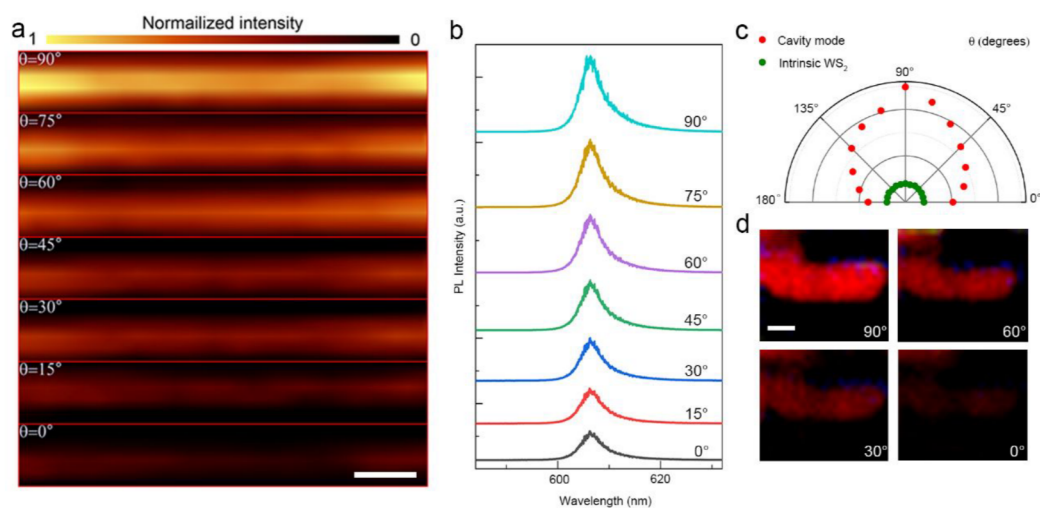 a
Normailized intensity
1
0
θ=90°
θ=75°
θ=60°
θ=45°
θ=30°
θ=15°
θ=0°
b
PL Intensity (a.u.)
90°
75°
60°
45°
30°
15°
0°
600
620
Wavelength (nm)
c
Cavity mode
θ (degrees)
Intrinsic WS₂
90°
135°
45°
180°
0°
d
90°
60°
30°
0°